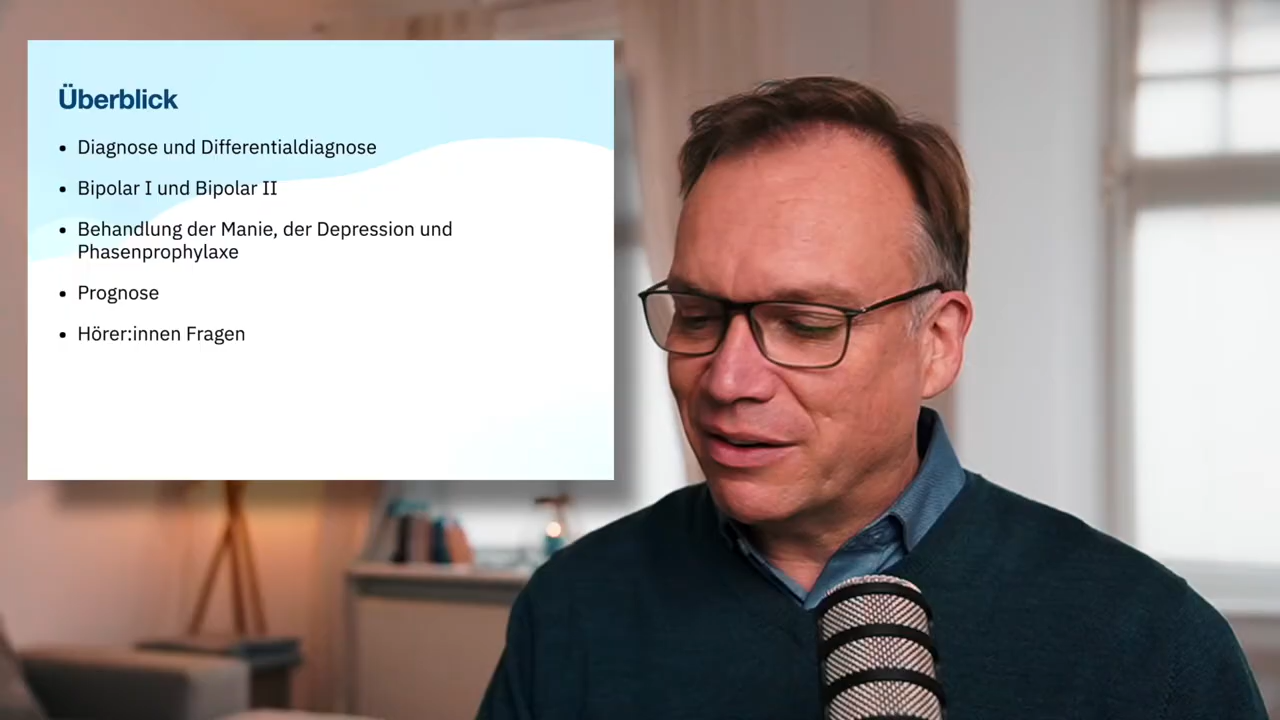 Überblick
Diagnose und Differentialdiagnose
Bipolar I und Bipolar II
Behandlung der Manie, der Depression und
Phasenprophylaxe
Prognose
Hörer:innen Fragen